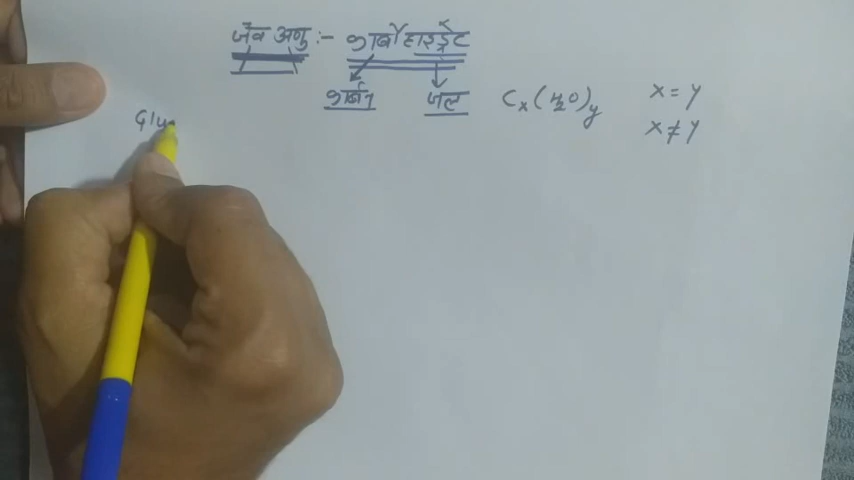 जैव अणु :- कार्बोहाइड्रेट
कार्बन जल Cₓ(H₂O)ᵧ x = y
x ≠ y
Glu